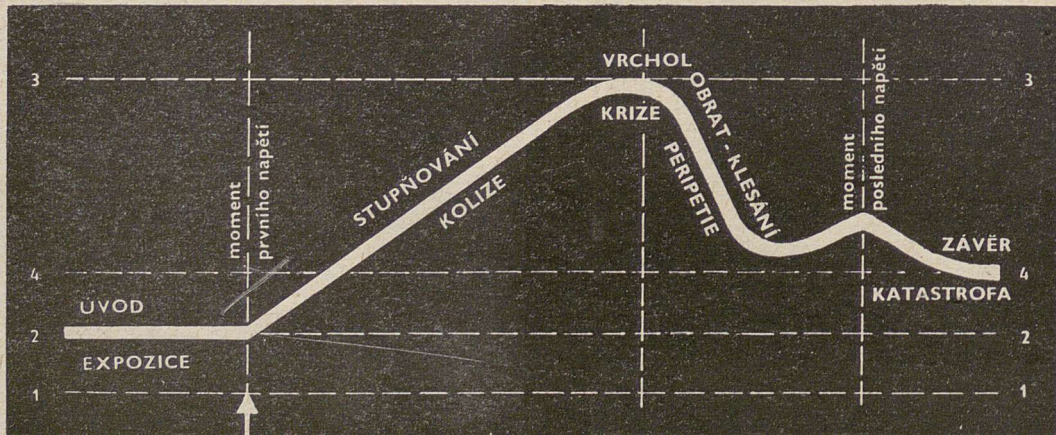 3
VRCHOL
3
KRIZE
OBRAT - KLESÁNÍ
PERIPETIE
STUPŇOVÁNÍ
KOLIZE
moment
prvního napětí
moment
posledního napětí
4
ZÁVĚR
4
KATASTROFA
ÚVOD
2
2
EXPOZICE
1
1